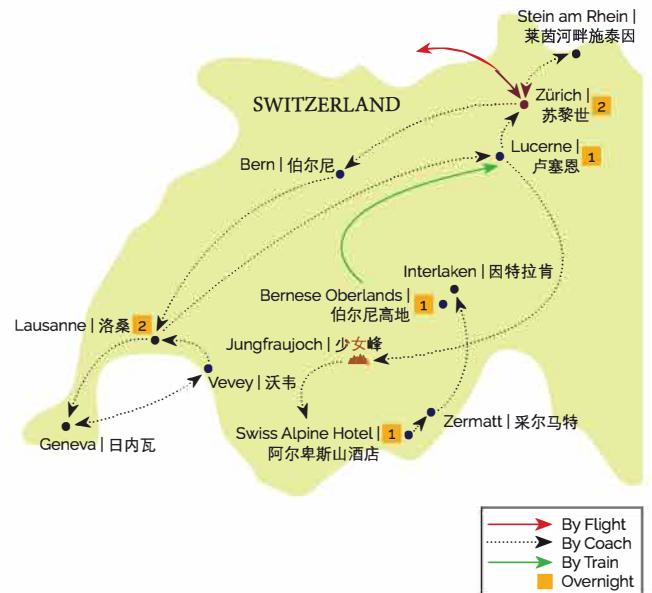 Stein am Rhein |
莱茵河畔施泰因
SWITZERLAND
Zürich |
苏黎世
2
Lucerne |
卢塞恩
1
Bern | 伯尔尼
Interlaken | 因特拉肯
Bernese Oberlands |
伯尔尼高地
1
Lausanne | 洛桑 2
Jungfraujoch | 少女峰
Vevey | 沃韦
Zermatt | 采尔马特
Swiss Alpine Hotel | 1
阿尔卑斯山酒店
Geneva | 日内瓦
By Flight
By Coach
By Train
Overnight